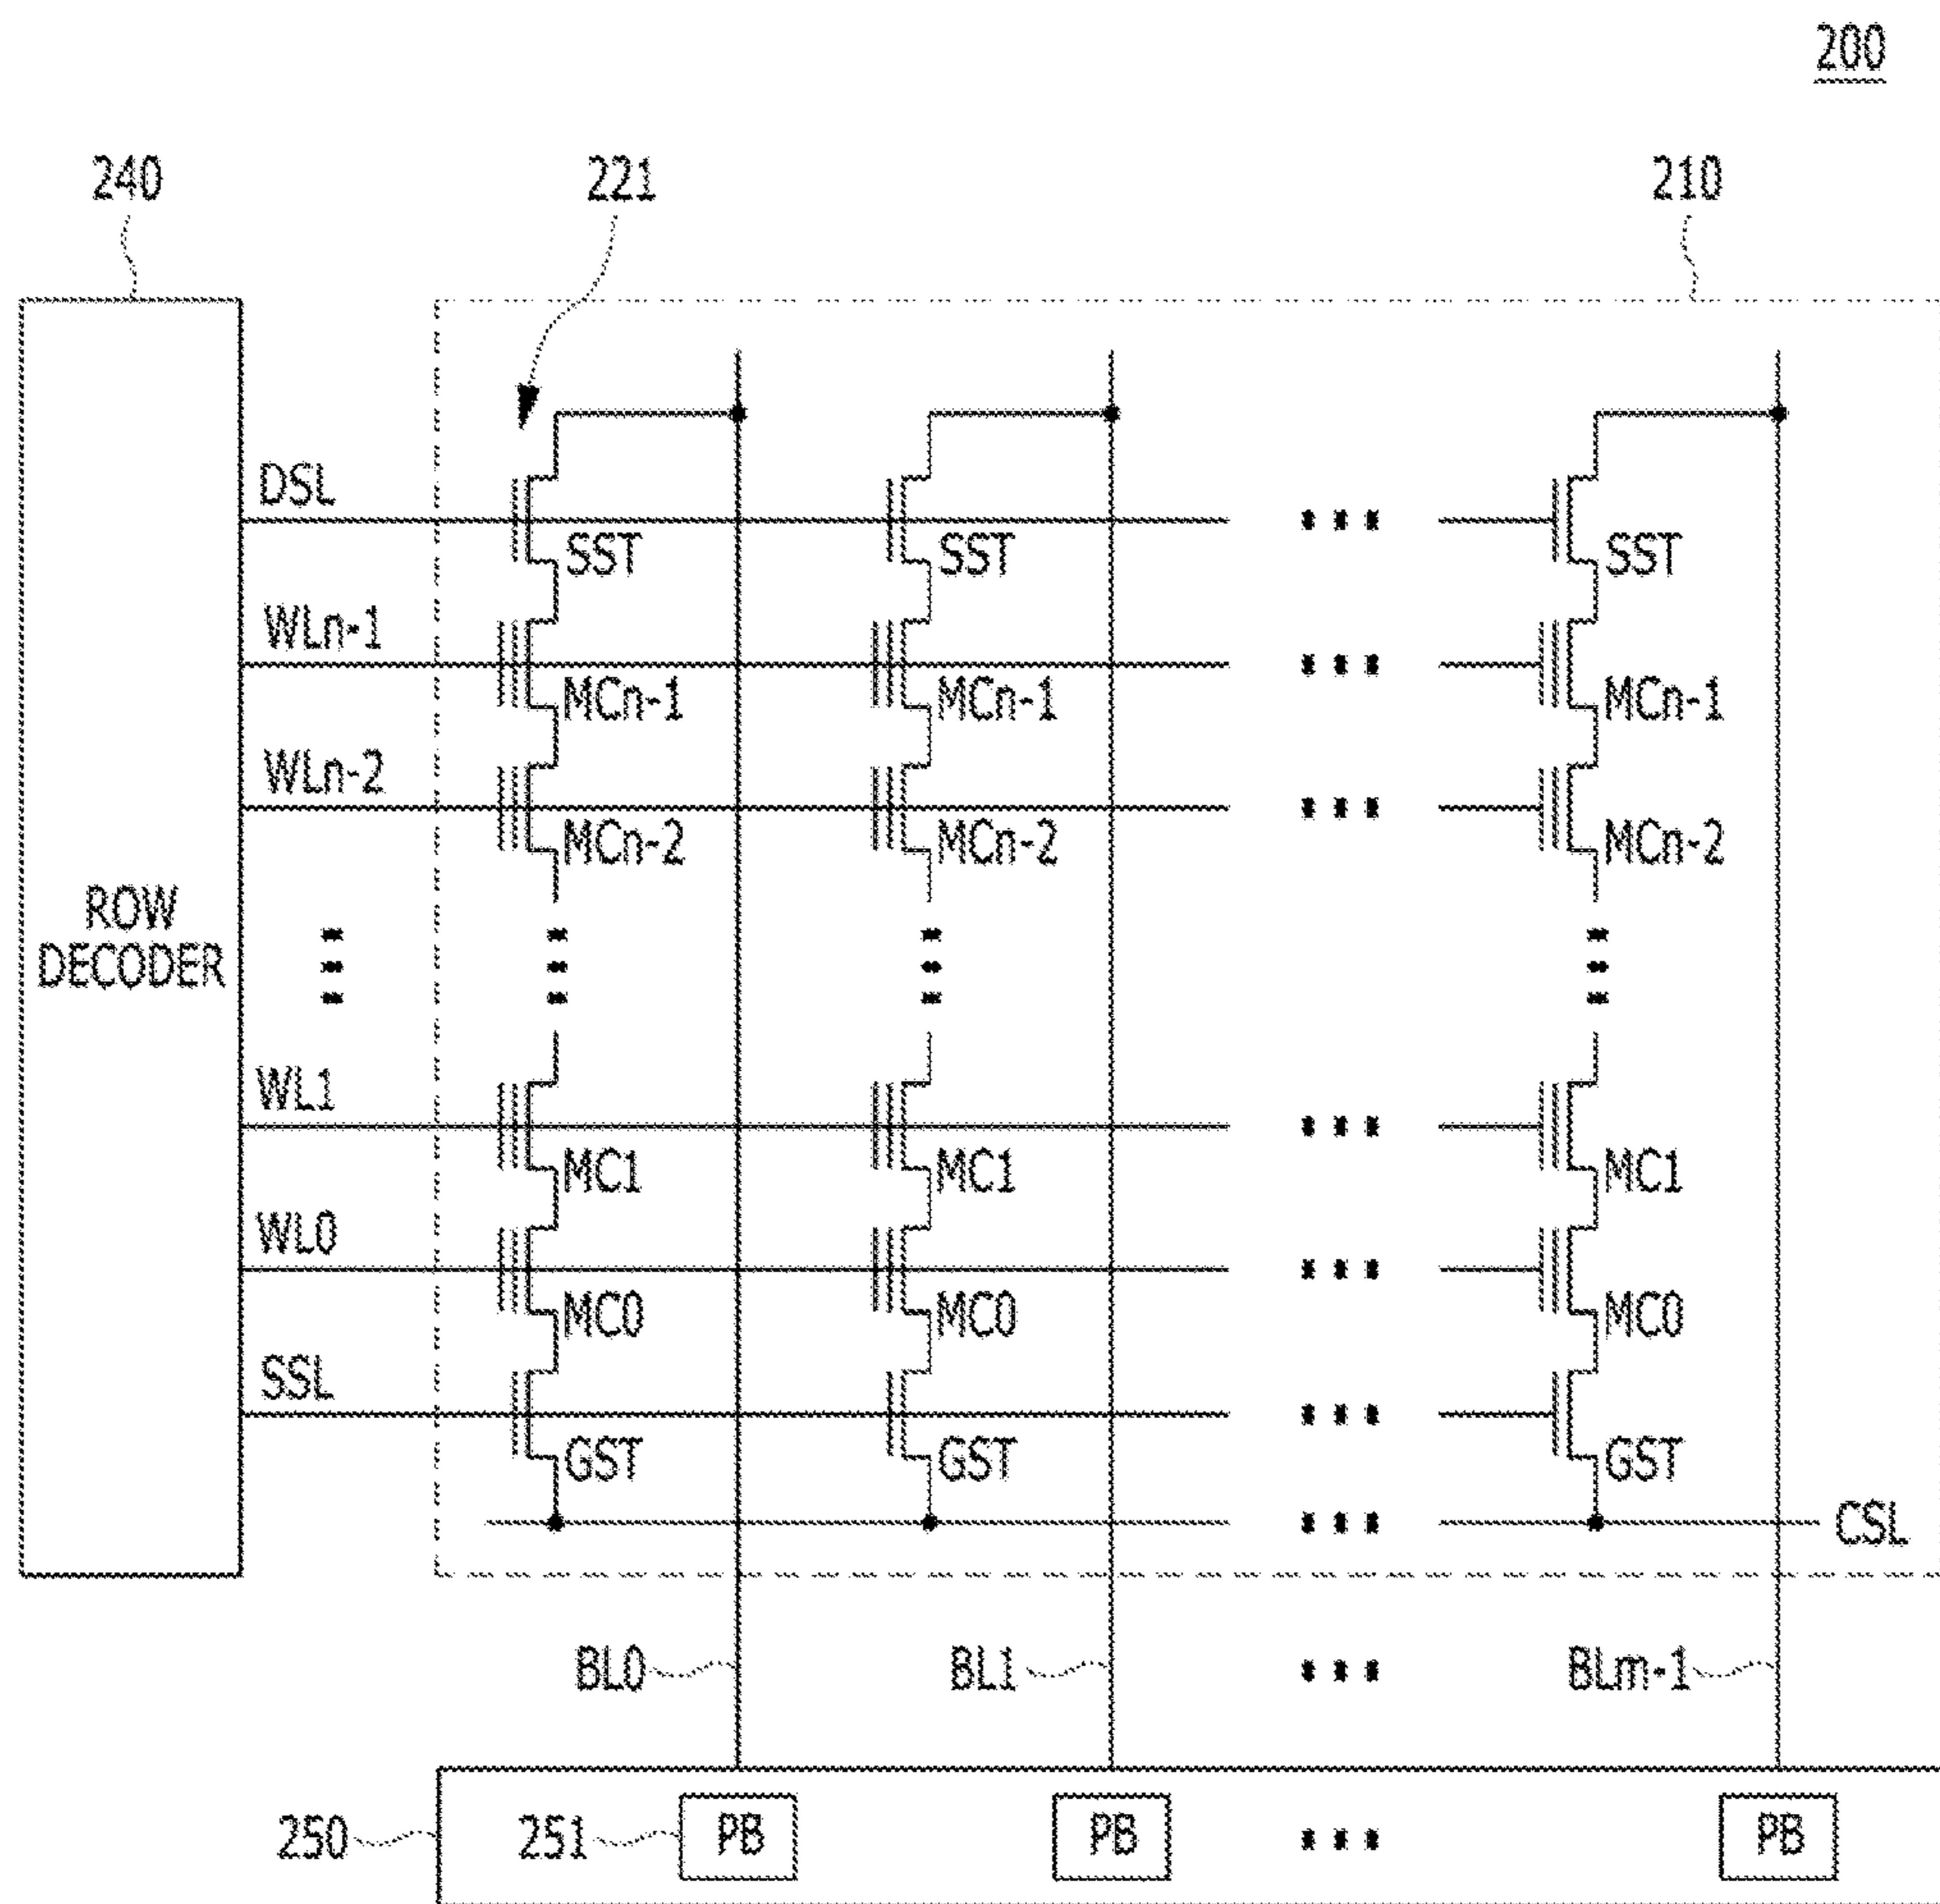 200
240 221 210
DSL
SST SST SST
WLn-1
MCn-1 MCn-1 MCn-1
WLn-2
MCn-2 MCn-2 MCn-2
ROW
DECODER
WL1
MC1 MC1 MC1
WL0
MC0 MC0 MC0
SSL
GST GST GST
CSL
BL0 BL1 BLm-1
250 251 PB PB PB